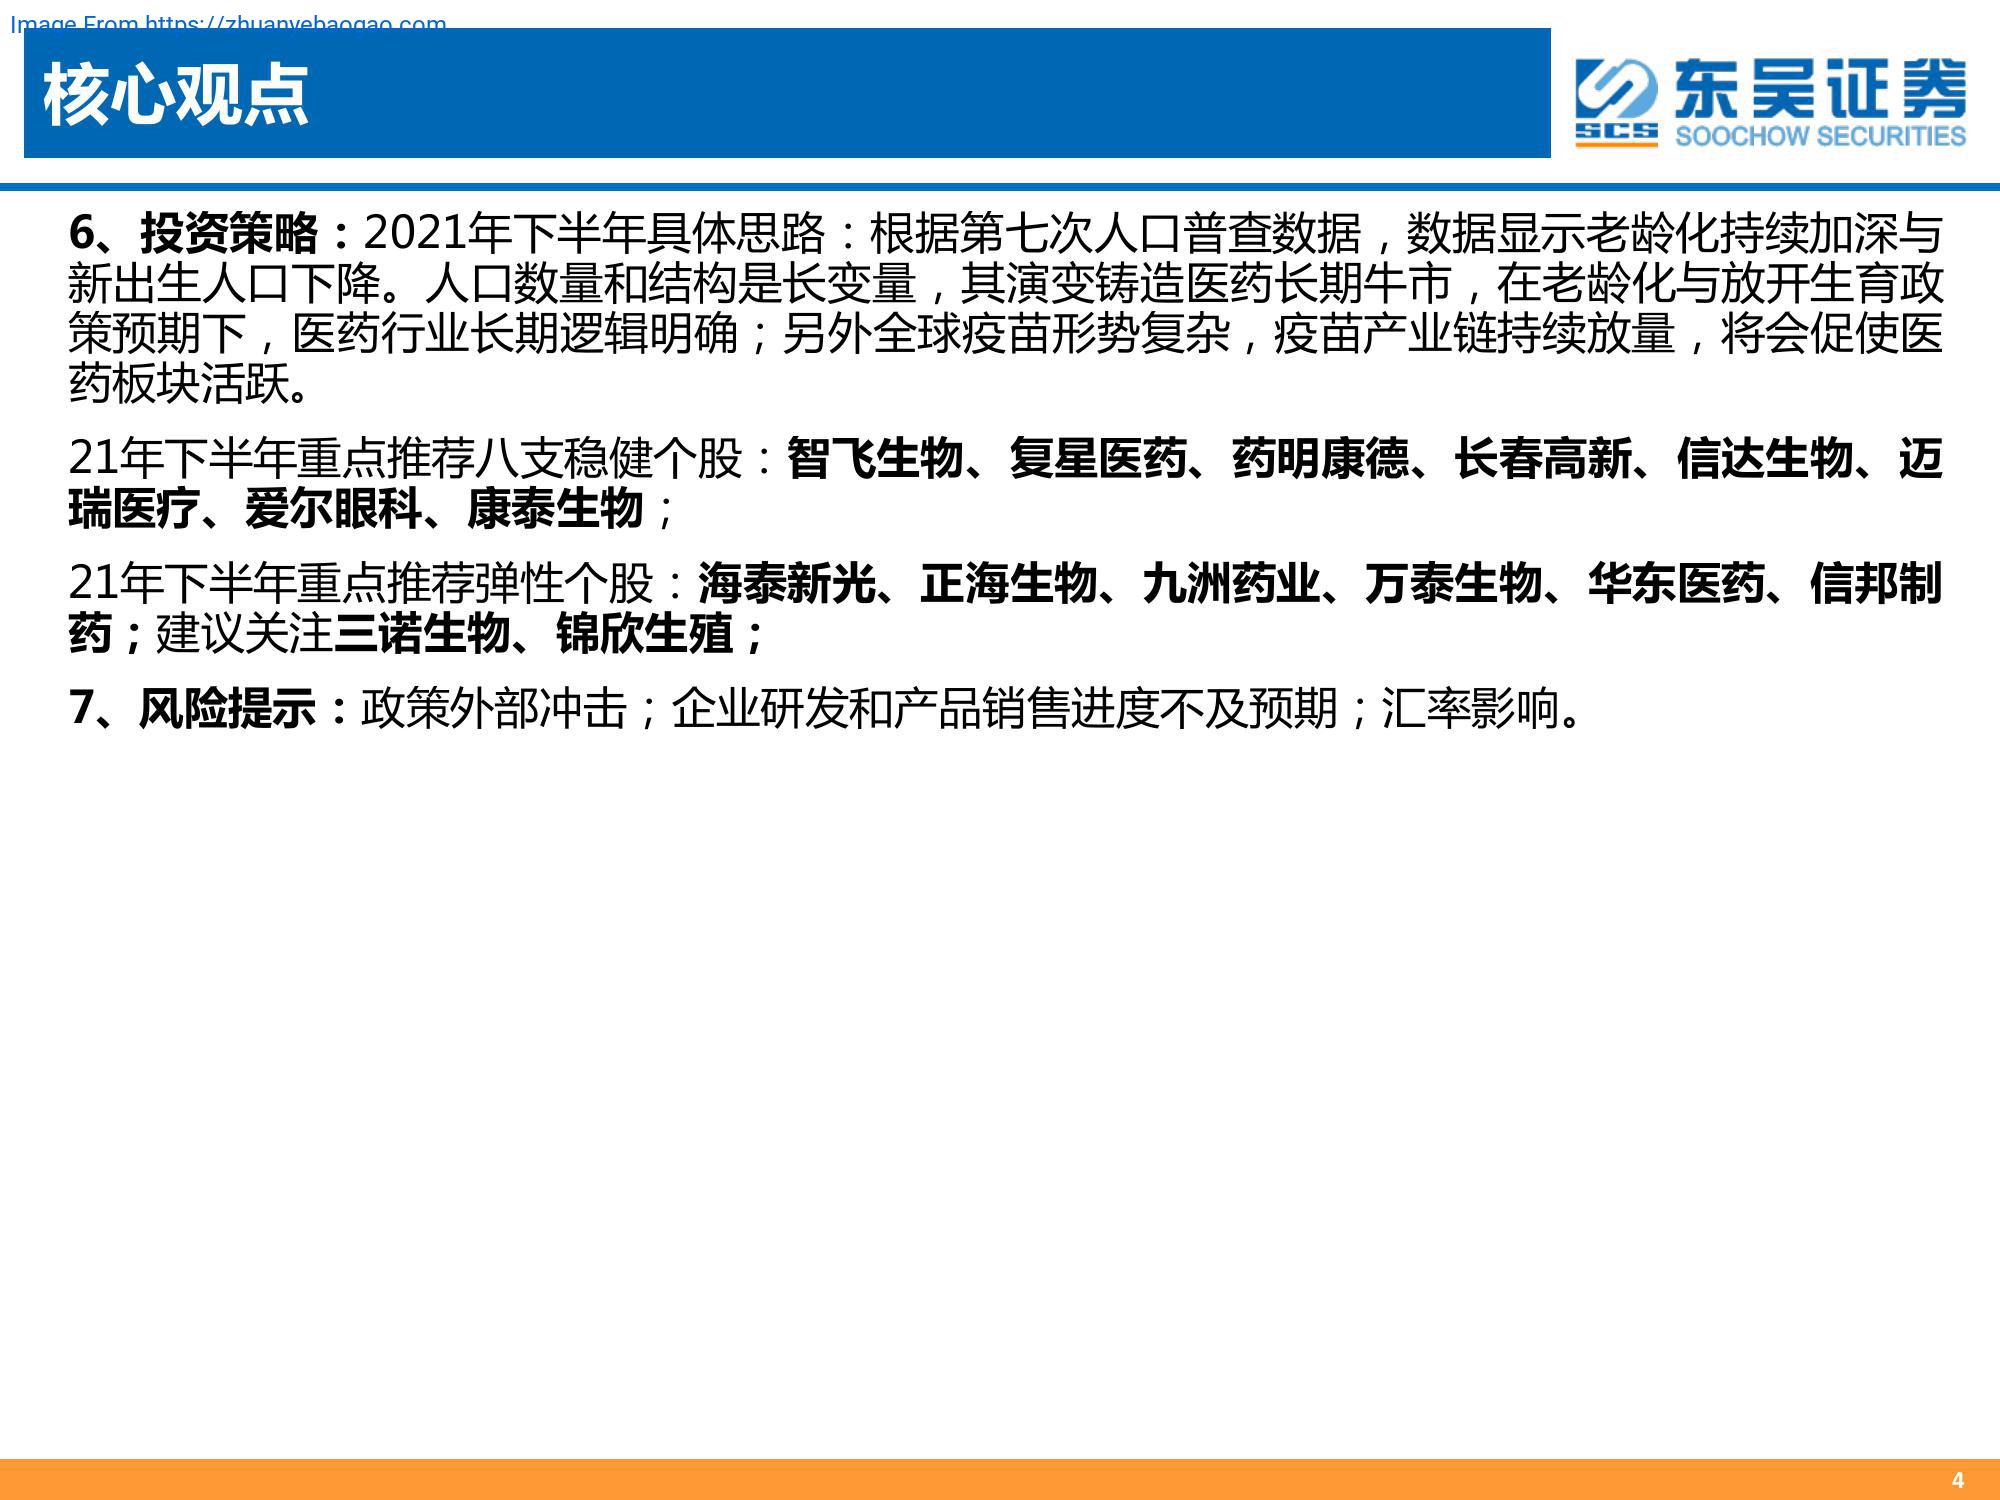 Image From https://zhuanyebaogao.com
核心观点
SCS
东吴证券
SOOCHOW SECURITIES
6、投资策略：2021年下半年具体思路：根据第七次人口普查数据，数据显示老龄化持续加深与
新出生人口下降。人口数量和结构是长变量，其演变铸造医药长期牛市，在老龄化与放开生育政
策预期下，医药行业长期逻辑明确；另外全球疫苗形势复杂，疫苗产业链持续放量，将会促使医
药板块活跃。
21年下半年重点推荐八支稳健个股：智飞生物、复星医药、药明康德、长春高新、信达生物、迈
瑞医疗、爱尔眼科、康泰生物；
21年下半年重点推荐弹性个股：海泰新光、正海生物、九洲药业、万泰生物、华东医药、信邦制
药；建议关注三诺生物、锦欣生殖；
7、风险提示：政策外部冲击；企业研发和产品销售进度不及预期；汇率影响。
4